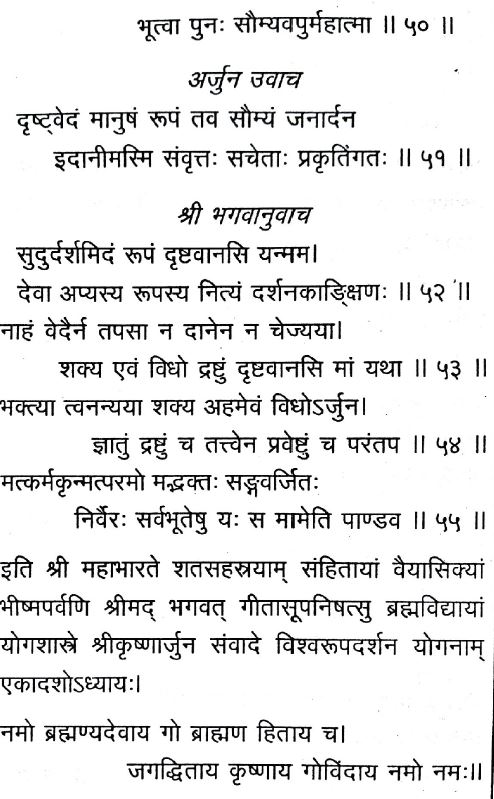 भूत्वा पुनः सौम्यवपुर्महात्मा ॥ ५० ॥
अर्जुन उवाच
दृष्ट्वेदं मानुषं रूपं तव सौम्यं जनार्दन
इदानीमस्मि संवृत्तः सचेताः प्रकृतिंगतः ॥ ५१ ॥
श्री भगवानुवाच
सुदुर्दर्शमिदं रूपं दृष्टवानसि यन्मम।
देवा अप्यस्य रूपस्य नित्यं दर्शनकाङ्क्षिणः ॥ ५२ ॥
नाहं वेदैर्न तपसा न दानेन न चेज्यया।
शक्य एवं विधो द्रष्टुं दृष्टवानसि मां यथा ॥ ५३ ॥
भक्त्या त्वनन्यया शक्य अहमेवं विधोऽर्जुन।
ज्ञातुं द्रष्टुं च तत्त्वेन प्रवेष्टुं च परंतप ॥ ५४ ॥
मत्कर्मकृन्मत्परमो मद्भक्तः सङ्गवर्जितः
निर्वैरः सर्वभूतेषु यः स मामेति पाण्डव ॥ ५५ ॥
इति श्री महाभारते शतसहस्रयाम् संहितायां वैयासिक्यां
भीष्मपर्वणि श्रीमद् भगवत् गीतासूपनिषत्सु ब्रह्मविद्यायां
योगशास्त्रे श्रीकृष्णार्जुन संवादे विश्वरूपदर्शन योगनाम्
एकादशोऽध्यायः।
नमो ब्रह्मण्यदेवाय गो ब्राह्मण हिताय च।
जगद्धिताय कृष्णाय गोविंदाय नमो नमः॥